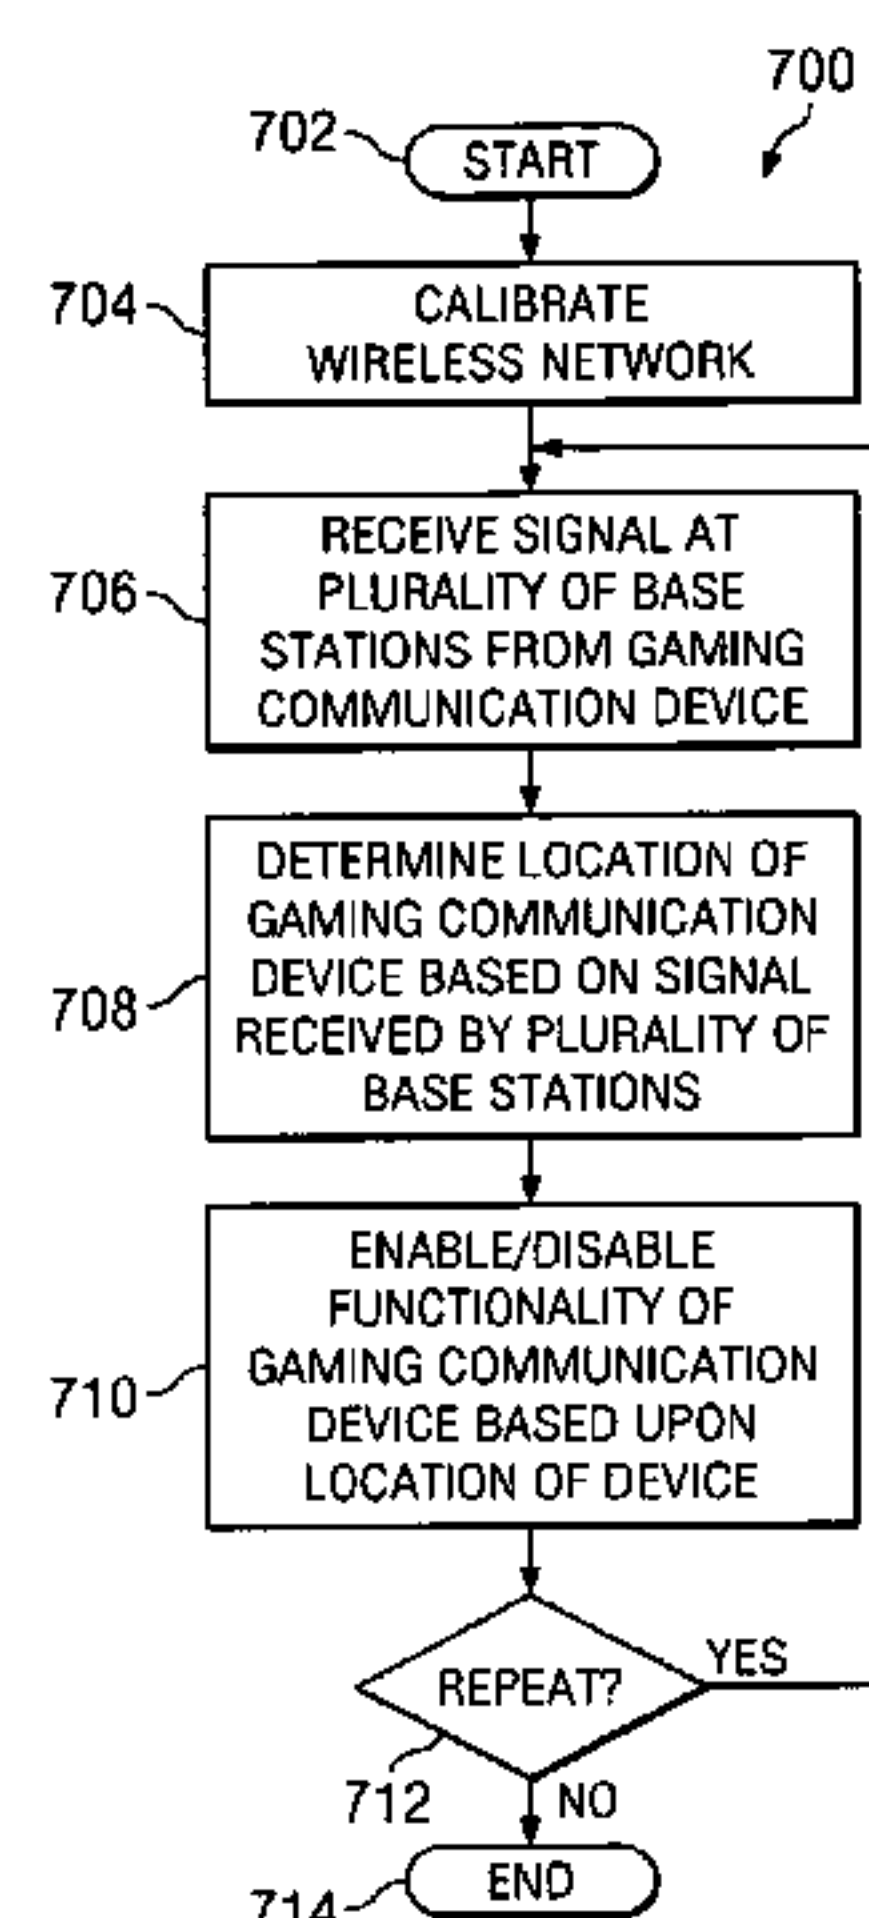 700
702
START
704
CALIBRATE
WIRELESS NETWORK
706
RECEIVE SIGNAL AT
PLURALITY OF BASE
STATIONS FROM GAMING
COMMUNICATION DEVICE
708
DETERMINE LOCATION OF
GAMING COMMUNICATION
DEVICE BASED ON SIGNAL
RECEIVED BY PLURALITY OF
BASE STATIONS
710
ENABLE/DISABLE
FUNCTIONALITY OF
GAMING COMMUNICATION
DEVICE BASED UPON
LOCATION OF DEVICE
REPEAT?
YES
712
NO
END
714